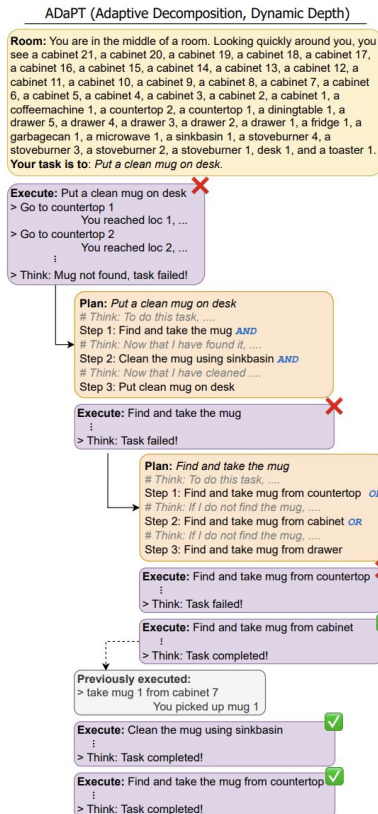 ADaPT (Adaptive Decomposition, Dynamic Depth)
Room: You are in the middle of a room. Looking quickly around you, you
see a cabinet 21, a cabinet 20, a cabinet 19, a cabinet 18, a cabinet 17,
a cabinet 16, a cabinet 15, a cabinet 14, a cabinet 13, a cabinet 12, a
cabinet 11, a cabinet 10, a cabinet 9, a cabinet 8, a cabinet 7, a cabinet
6, a cabinet 5, a cabinet 4, a cabinet 3, a cabinet 2, a cabinet 1, a
coffeemachine 1, a countertop 2, a countertop 1, a diningtable 1, a
drawer 5, a drawer 4, a drawer 3, a drawer 2, a drawer 1, a fridge 1, a
garbagecan 1, a microwave 1, a sinkbasin 1, a stoveburner 4, a
stoveburner 3, a stoveburner 2, a stoveburner 1, desk 1, and a toaster 1.
Your task is to: Put a clean mug on desk.
Execute: Put a clean mug on desk
> Go to countertop 1
You reached loc 1, ...
> Go to countertop 2
You reached loc 2, ...
⋮
> Think: Mug not found, task failed!
Plan: Put a clean mug on desk
# Think: To do this task, ....
Step 1: Find and take the mug AND
# Think: Now that I have found it, ....
Step 2: Clean the mug using sinkbasin AND
# Think: Now that I have cleaned ....
Step 3: Put clean mug on desk
Execute: Find and take the mug
⋮
> Think: Task failed!
Plan: Find and take the mug
# Think: To do this task, ....
Step 1: Find and take mug from countertop
# Think: If I do not find the mug, ....
Step 2: Find and take mug from cabinet OR
# Think: If I do not find the mug, ....
Step 3: Find and take mug from drawer
Execute: Find and take mug from countertop
⋮
> Think: Task failed!
Execute: Find and take mug from cabinet
⋮
> Think: Task completed!
Previously executed:
> take mug 1 from cabinet 7
You picked up mug 1
Execute: Clean the mug using sinkbasin
⋮
> Think: Task completed!
Execute: Find and take the mug from countertop
⋮
> Think: Task completed!